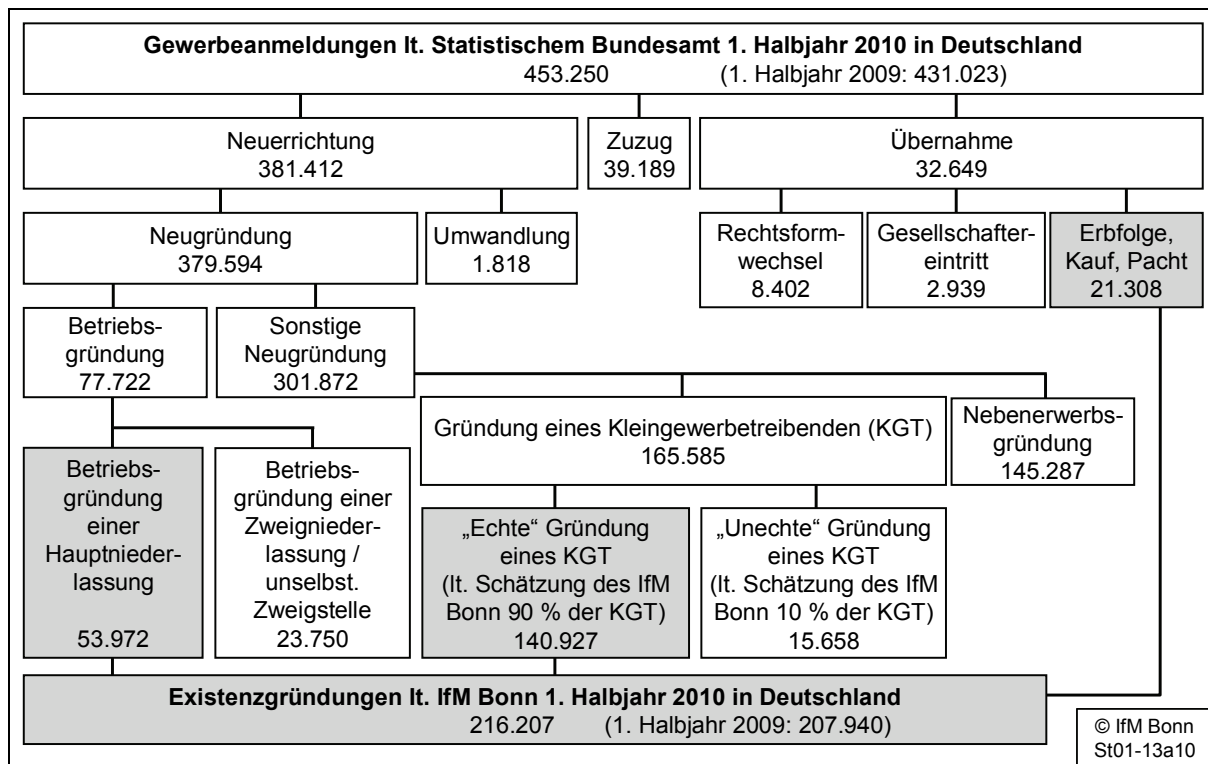 Gewerbeanmeldungen lt. Statistischem Bundesamt 1. Halbjahr 2010 in Deutschland
453.250 (1. Halbjahr 2009: 431.023)
Neuerrichtung
381.412
Zuzug
39.189
Übernahme
32.649
Neugründung
379.594
Umwandlung
1.818
Rechtsform-
wechsel
8.402
Gesellschafter-
eintritt
2.939
Erbfolge,
Kauf, Pacht
21.308
Betriebs-
gründung
77.722
Sonstige
Neugründung
301.872
Gründung eines Kleingewerbetreibenden (KGT)
165.585
Nebenerwerbs-
gründung
145.287
Betriebs-
gründung
einer
Hauptnieder-
lassung
53.972
Betriebs-
gründung einer
Zweignieder-
lassung /
unselbst.
Zweigstelle
23.750
„Echte“ Gründung
eines KGT
(lt. Schätzung des IfM
Bonn 90 % der KGT)
140.927
„Unechte“ Gründung
eines KGT
(lt. Schätzung des IfM
Bonn 10 % der KGT)
15.658
Existenzgründungen lt. IfM Bonn 1. Halbjahr 2010 in Deutschland
216.207 (1. Halbjahr 2009: 207.940)
© IfM Bonn
St01-13a10